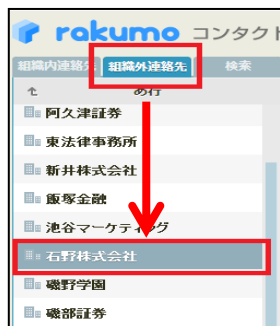 rakumo コンタクト
組織内連絡先 組織外連絡先 検索
あ行
阿久津証券
東法律事務所
新井株式会社
飯塚金融
池谷マーケティング
石野株式会社
磯野学園
磯部証券